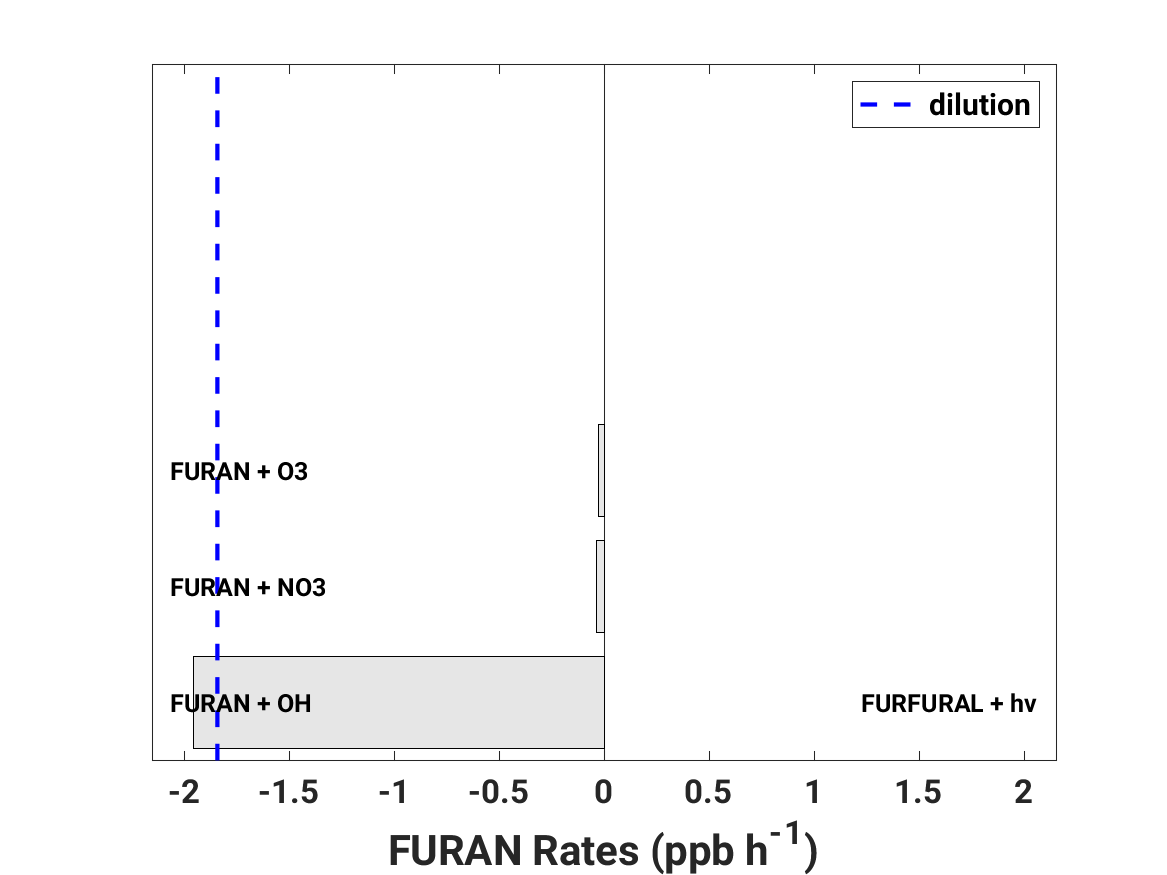 dilution
FURAN + O3
FURAN + NO3
FURAN + OH
FURFURAL + hv
-2 -1.5 -1 -0.5 0 0.5 1 1.5 2
FURAN Rates (ppb h⁻¹)